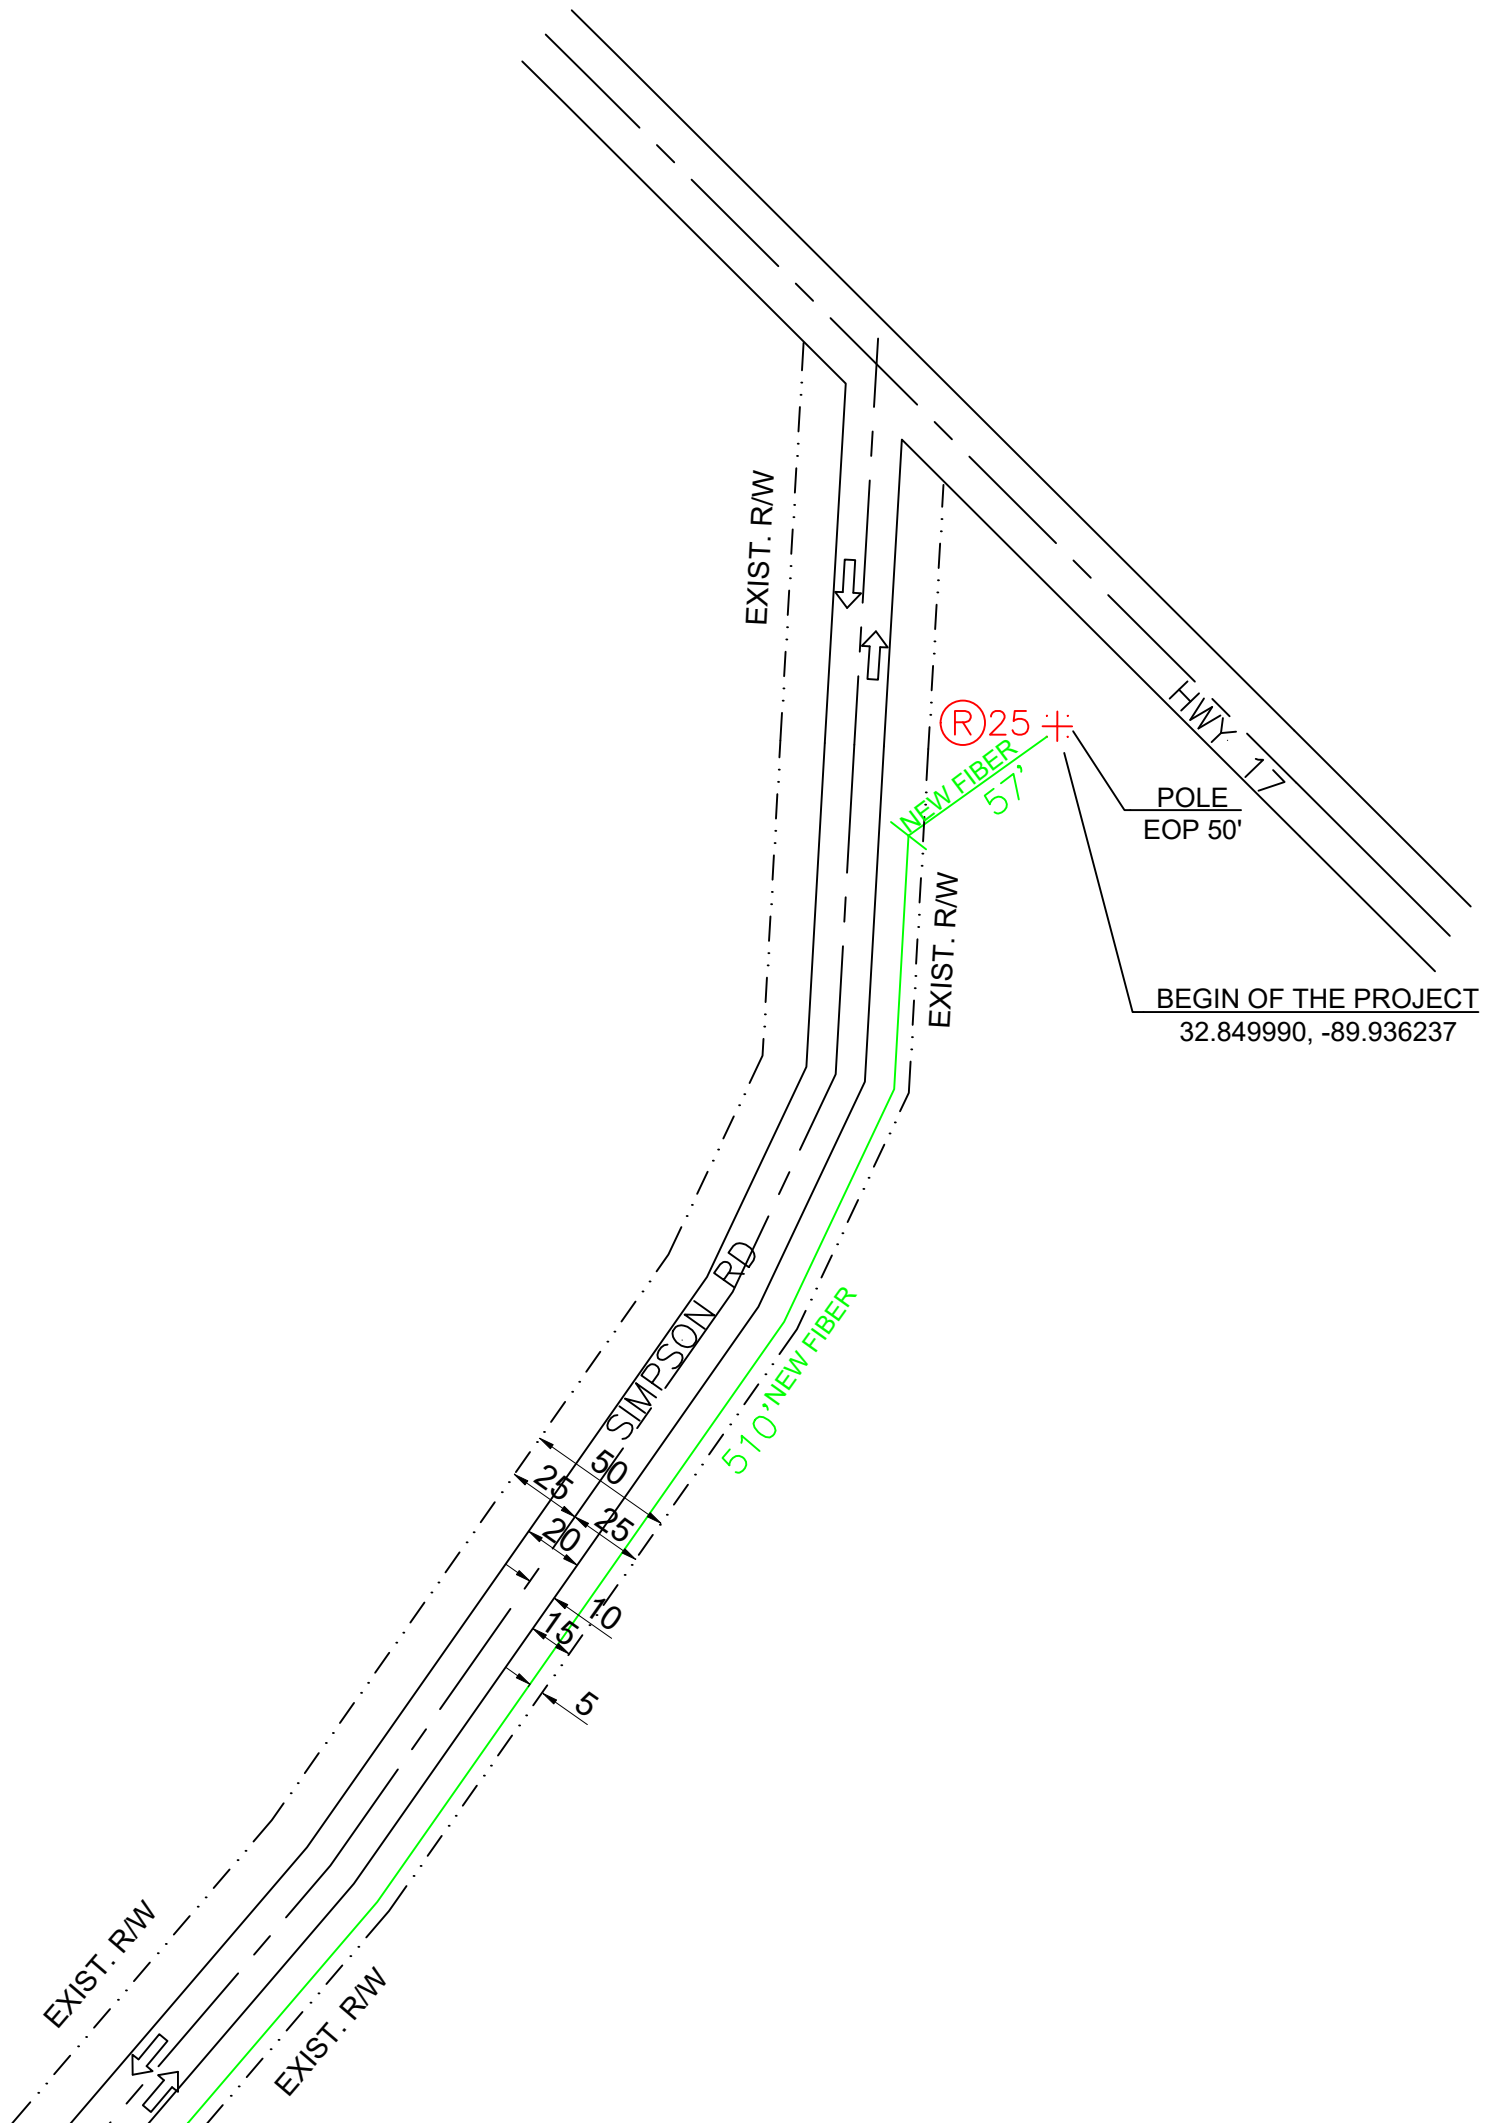 EXIST. R/W
Ⓡ25
HWY 17
NEW FIBER
57'
POLE
EOP 50'
EXIST. R/W
BEGIN OF THE PROJECT
32.849990, -89.936237
SIMPSON RD
510' NEW FIBER
50
25
25
20
10
15
5
EXIST. R/W
EXIST. R/W